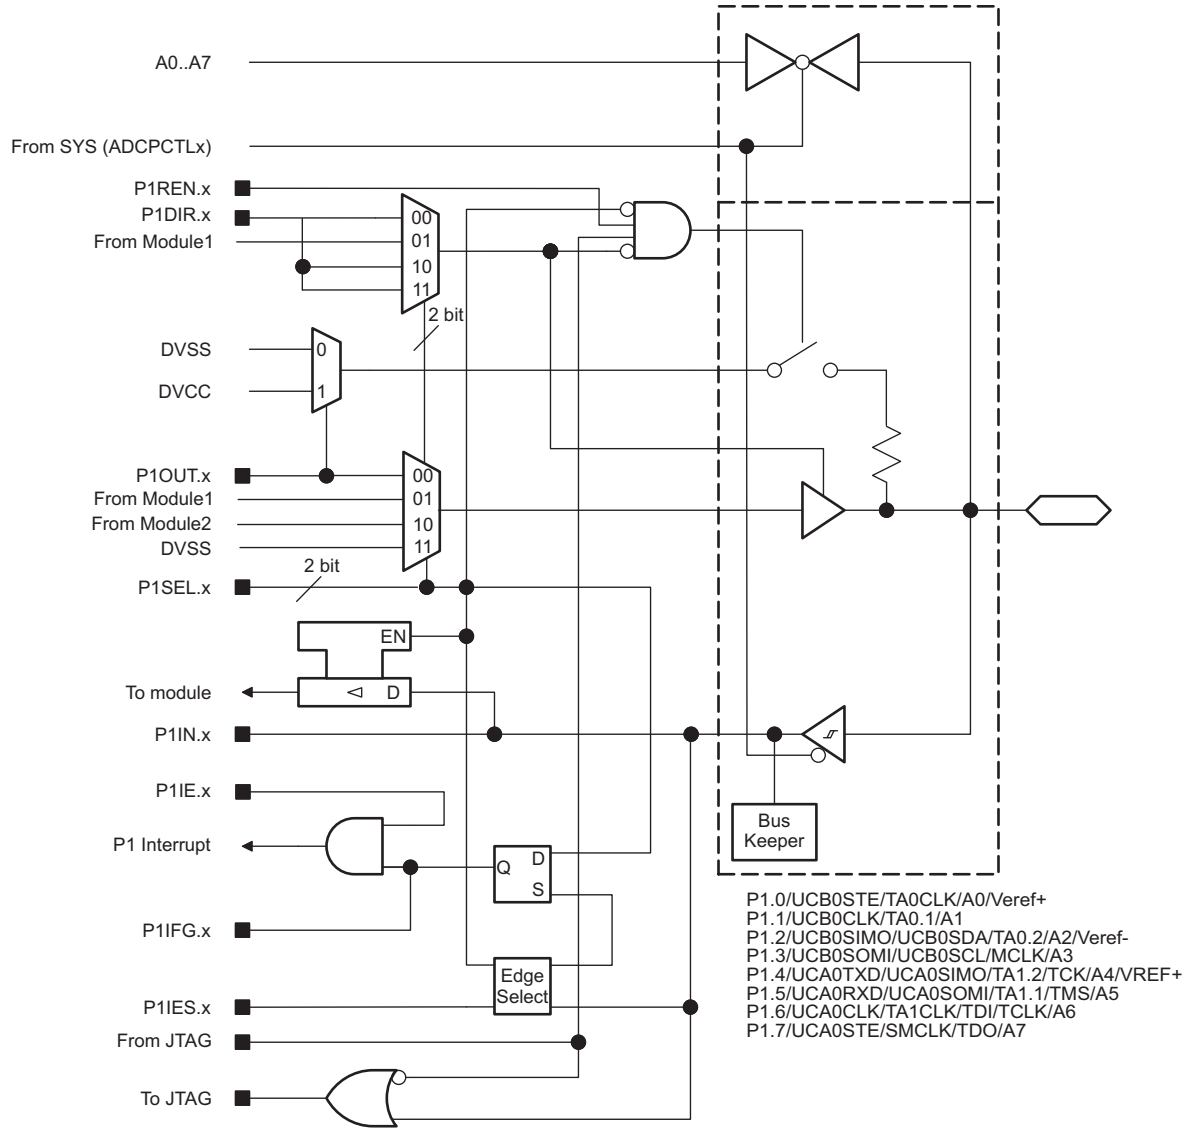 A0..A7
From SYS (ADCPCTLx)
P1REN.x
P1DIR.x
From Module1
00
01
10
11
2 bit
DVSS
0
DVCC
1
P1OUT.x
From Module1
From Module2
DVSS
00
01
10
11
P1SEL.x
2 bit
EN
To module
D
P1IN.x
Bus
Keeper
P1IE.x
P1 Interrupt
Q
D
S
P1IFG.x
Edge
Select
P1IES.x
From JTAG
To JTAG
P1.0/UCB0STE/TA0CLK/A0/Veref+
P1.1/UCB0CLK/TA0.1/A1
P1.2/UCB0SIMO/UCB0SDA/TA0.2/A2/Veref-
P1.3/UCB0SOMI/UCB0SCL/MCLK/A3
P1.4/UCA0TXD/UCA0SIMO/TA1.2/TCK/A4/VREF+
P1.5/UCA0RXD/UCA0SOMI/TA1.1/TMS/A5
P1.6/UCA0CLK/TA1CLK/TDI/TCLK/A6
P1.7/UCA0STE/SMCLK/TDO/A7